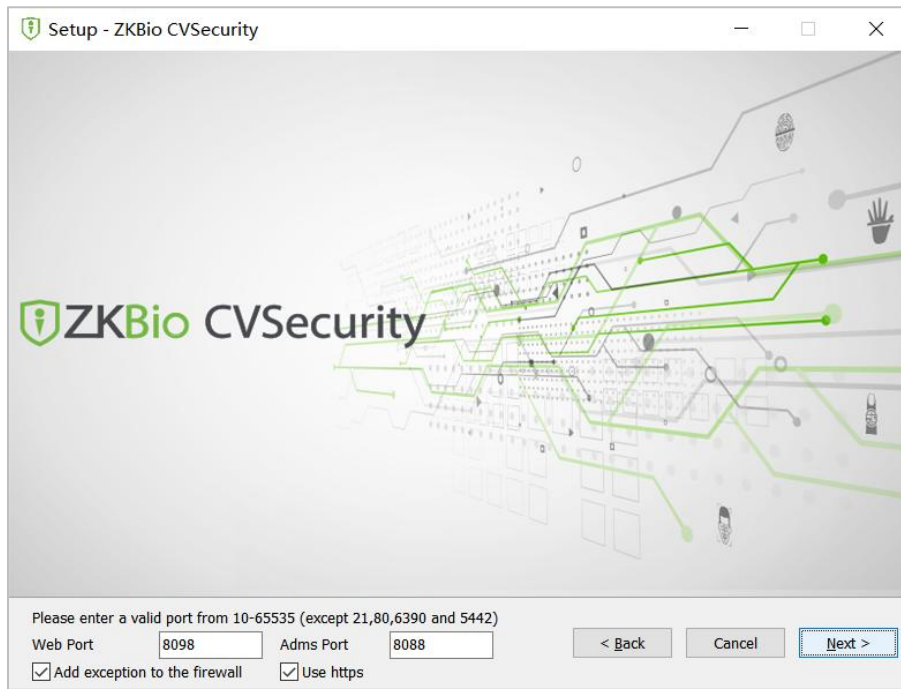 Setup - ZKBio CVSecurity
ZKBio CVSecurity
Please enter a valid port from 10-65535 (except 21,80,6390 and 5442)
Web Port 8098 Adms Port 8088 < Back Cancel Next >
Add exception to the firewall Use https